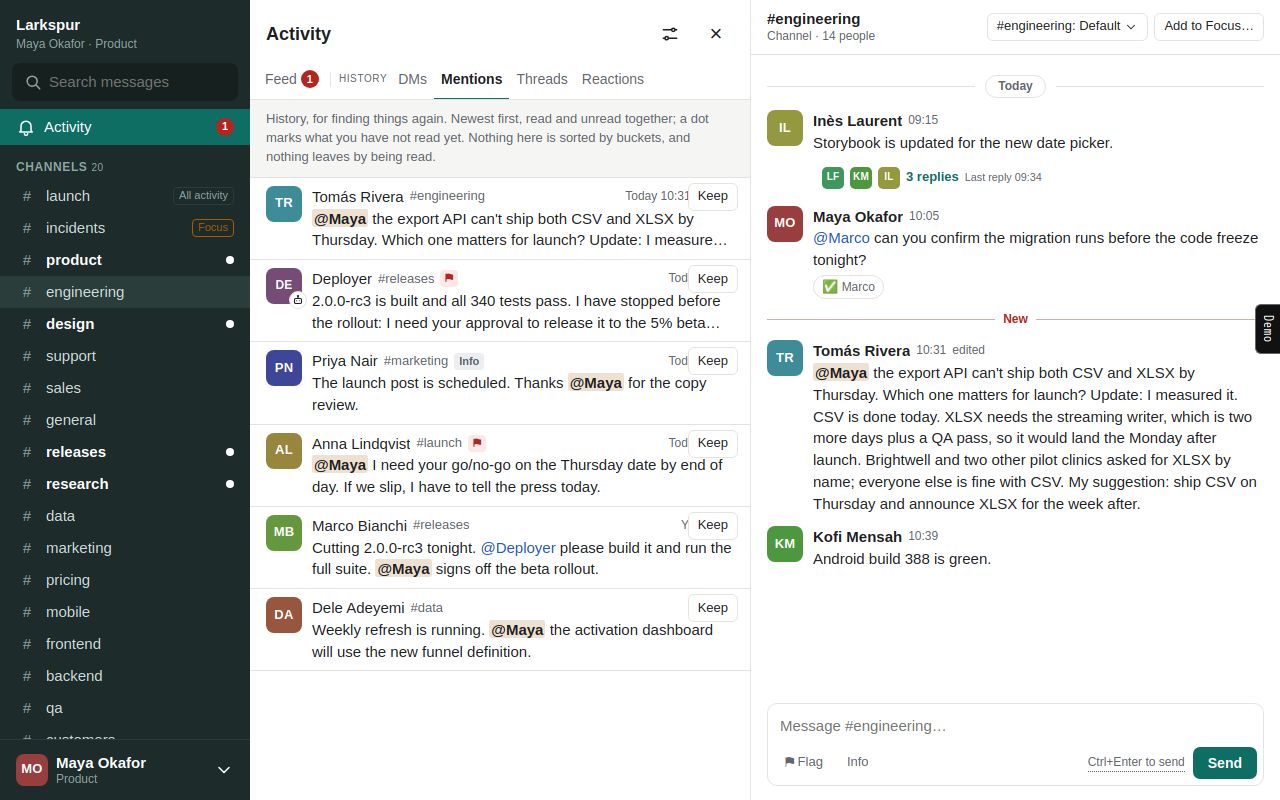 Larkspur
Maya Okafor · Product
Search messages
Activity 1
CHANNELS 20
# launch All activity
# incidents Focus
# product
# engineering
# design
# support
# sales
# general
# releases
# research
# data
# marketing
# pricing
# mobile
# frontend
# backend
# qa
# customers
MO Maya Okafor
Product
Activity
Feed 1 HISTORY DMs Mentions Threads Reactions
History, for finding things again. Newest first, read and unread together; a dot
marks what you have not read yet. Nothing here is sorted by buckets, and
nothing leaves by being read.
TR Tomás Rivera #engineering Today 10:31 Keep
@Maya the export API can't ship both CSV and XLSX by
Thursday. Which one matters for launch? Update: I measure…
DE Deployer #releases Tod Keep
2.0.0-rc3 is built and all 340 tests pass. I have stopped before
the rollout: I need your approval to release it to the 5% beta…
PN Priya Nair #marketing Info Tod Keep
The launch post is scheduled. Thanks @Maya for the copy
review.
AL Anna Lindqvist #launch Tod Keep
@Maya I need your go/no-go on the Thursday date by end of
day. If we slip, I have to tell the press today.
MB Marco Bianchi #releases Y Keep
Cutting 2.0.0-rc3 tonight. @Deployer please build it and run the
full suite. @Maya signs off the beta rollout.
DA Dele Adeyemi #data Keep
Weekly refresh is running. @Maya the activation dashboard
will use the new funnel definition.
#engineering
Channel · 14 people
#engineering: Default
Add to Focus…
Today
IL Inès Laurent 09:15
Storybook is updated for the new date picker.
LF KM IL 3 replies Last reply 09:34
MO Maya Okafor 10:05
@Marco can you confirm the migration runs before the code freeze
tonight?
✅ Marco
New
Demo
TR Tomás Rivera 10:31 edited
@Maya the export API can't ship both CSV and XLSX by
Thursday. Which one matters for launch? Update: I measured it.
CSV is done today. XLSX needs the streaming writer, which is two
more days plus a QA pass, so it would land the Monday after
launch. Brightwell and two other pilot clinics asked for XLSX by
name; everyone else is fine with CSV. My suggestion: ship CSV on
Thursday and announce XLSX for the week after.
KM Kofi Mensah 10:39
Android build 388 is green.
Message #engineering…
Flag Info Ctrl+Enter to send Send